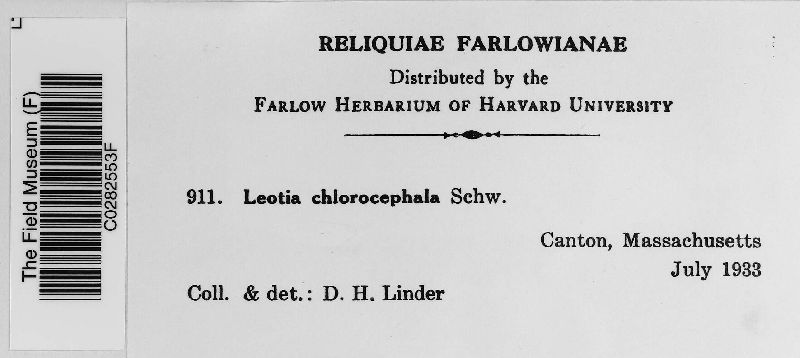 RELIQUIAE FARLOWIANAE
Distributed by the
FARLOW HERBARIUM OF HARVARD UNIVERSITY
911. Leotia chlorocephala Schw.
Canton, Massachusetts
July 1933
Coll. & det.: D. H. Linder
The Field Museum (F)
C0282553F